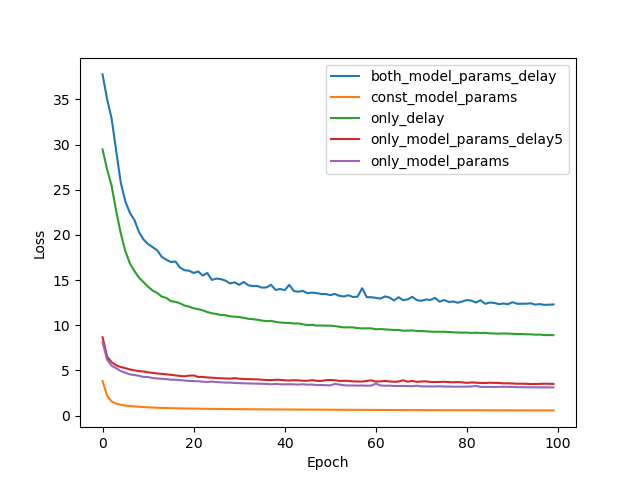 both_model_params_delay
const_model_params
only_delay
only_model_params_delay5
only_model_params
35
30
25
20
15
10
5
0
Loss
0 20 40 60 80 100
Epoch